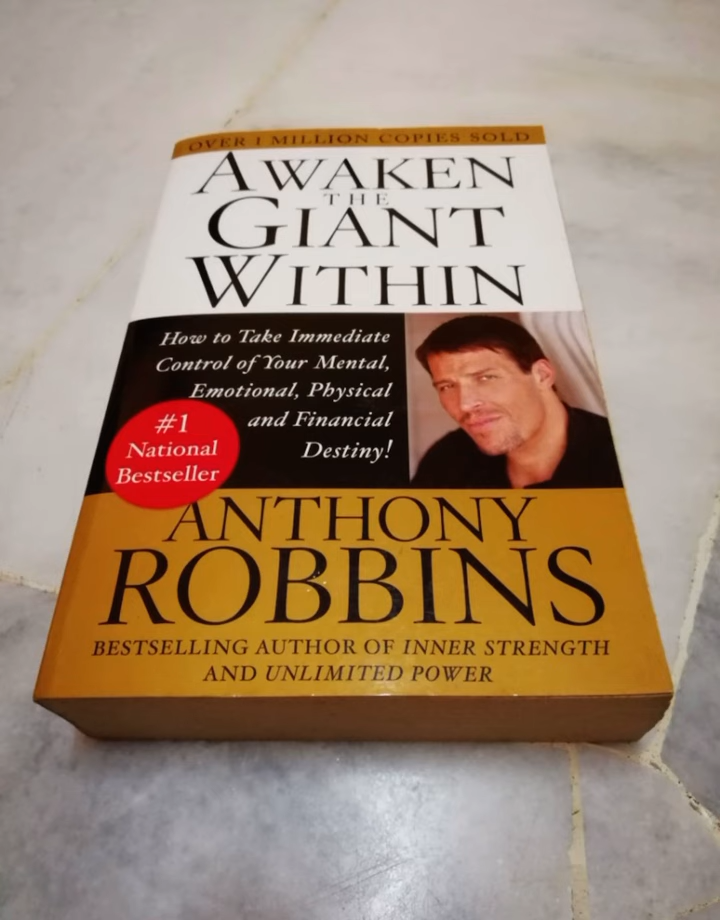 OVER 1 MILLION COPIES SOLD
AWAKEN
THE
GIANT
WITHIN
How to Take Immediate
Control of Your Mental,
Emotional, Physical
and Financial
Destiny!
#1
National
Bestseller
ANTHONY
ROBBINS
BESTSELLING AUTHOR OF INNER STRENGTH
AND UNLIMITED POWER